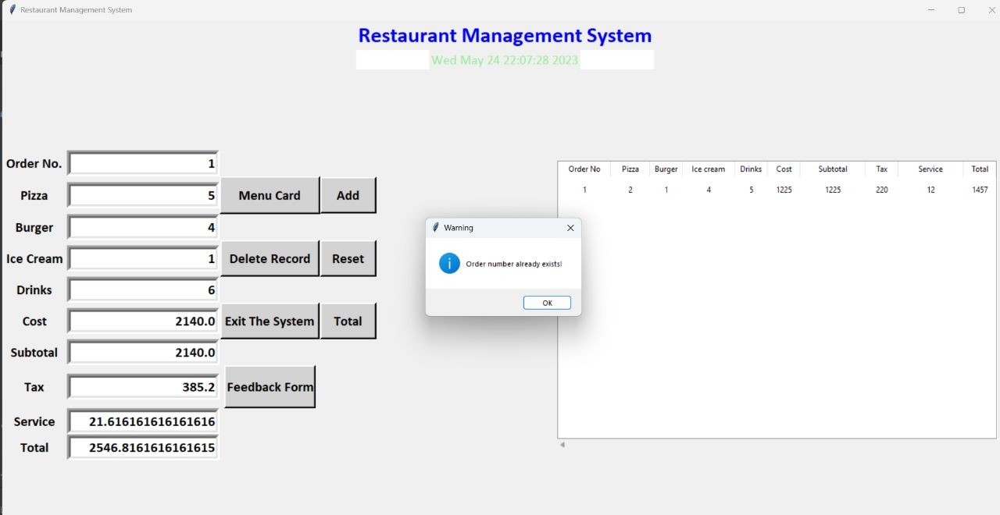 Restaurant Management System
Restaurant Management System
Wed May 24 22:07:28 2023
Order No. 1
Pizza 5 Menu Card Add
Burger 4
Ice Cream 1 Delete Record Reset
Drinks 6
Cost 2140.0 Exit The System Total
Subtotal 2140.0
Tax 385.2 Feedback Form
Service 21.616161616161616
Total 2546.8161616161615
Warning
Order number already exists!
OK
Order No Pizza Burger Ice cream Drinks Cost Subtotal Tax Service Total
1 2 1 4 5 1225 1225 220 12 1457